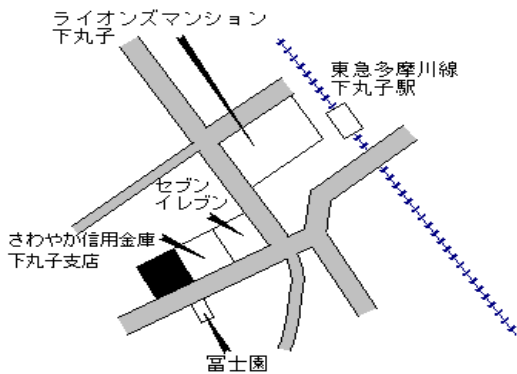 ライオンズマンション
下丸子
東急多摩川線
下丸子駅
セブン
イレブン
さわやか信用金庫
下丸子支店
冨士園